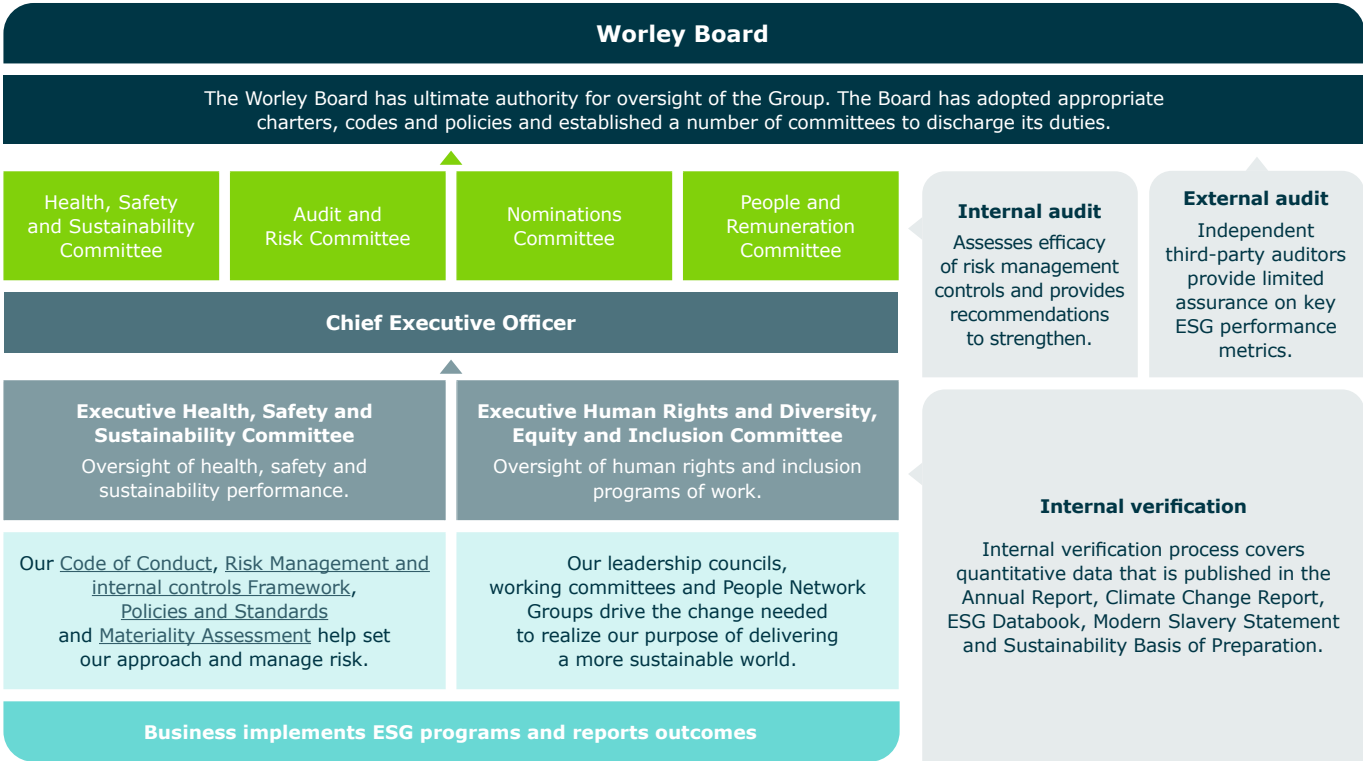 Worley Board
The Worley Board has ultimate authority for oversight of the Group. The Board has adopted appropriate
charters, codes and policies and established a number of committees to discharge its duties.
Health, Safety
and Sustainability
Committee
Audit and
Risk Committee
Nominations
Committee
People and
Remuneration
Committee
Internal audit
Assesses efficacy
of risk management
controls and provides
recommendations
to strengthen.
External audit
Independent
third-party auditors
provide limited
assurance on key
ESG performance
metrics.
Chief Executive Officer
Executive Health, Safety and
Sustainability Committee
Oversight of health, safety and
sustainability performance.
Executive Human Rights and Diversity,
Equity and Inclusion Committee
Oversight of human rights and inclusion
programs of work.
Internal verification
Internal verification process covers
quantitative data that is published in the
Annual Report, Climate Change Report,
ESG Databook, Modern Slavery Statement
and Sustainability Basis of Preparation.
Our Code of Conduct, Risk Management and
internal controls Framework,
Policies and Standards
and Materiality Assessment help set
our approach and manage risk.
Our leadership councils,
working committees and People Network
Groups drive the change needed
to realize our purpose of delivering
a more sustainable world.
Business implements ESG programs and reports outcomes